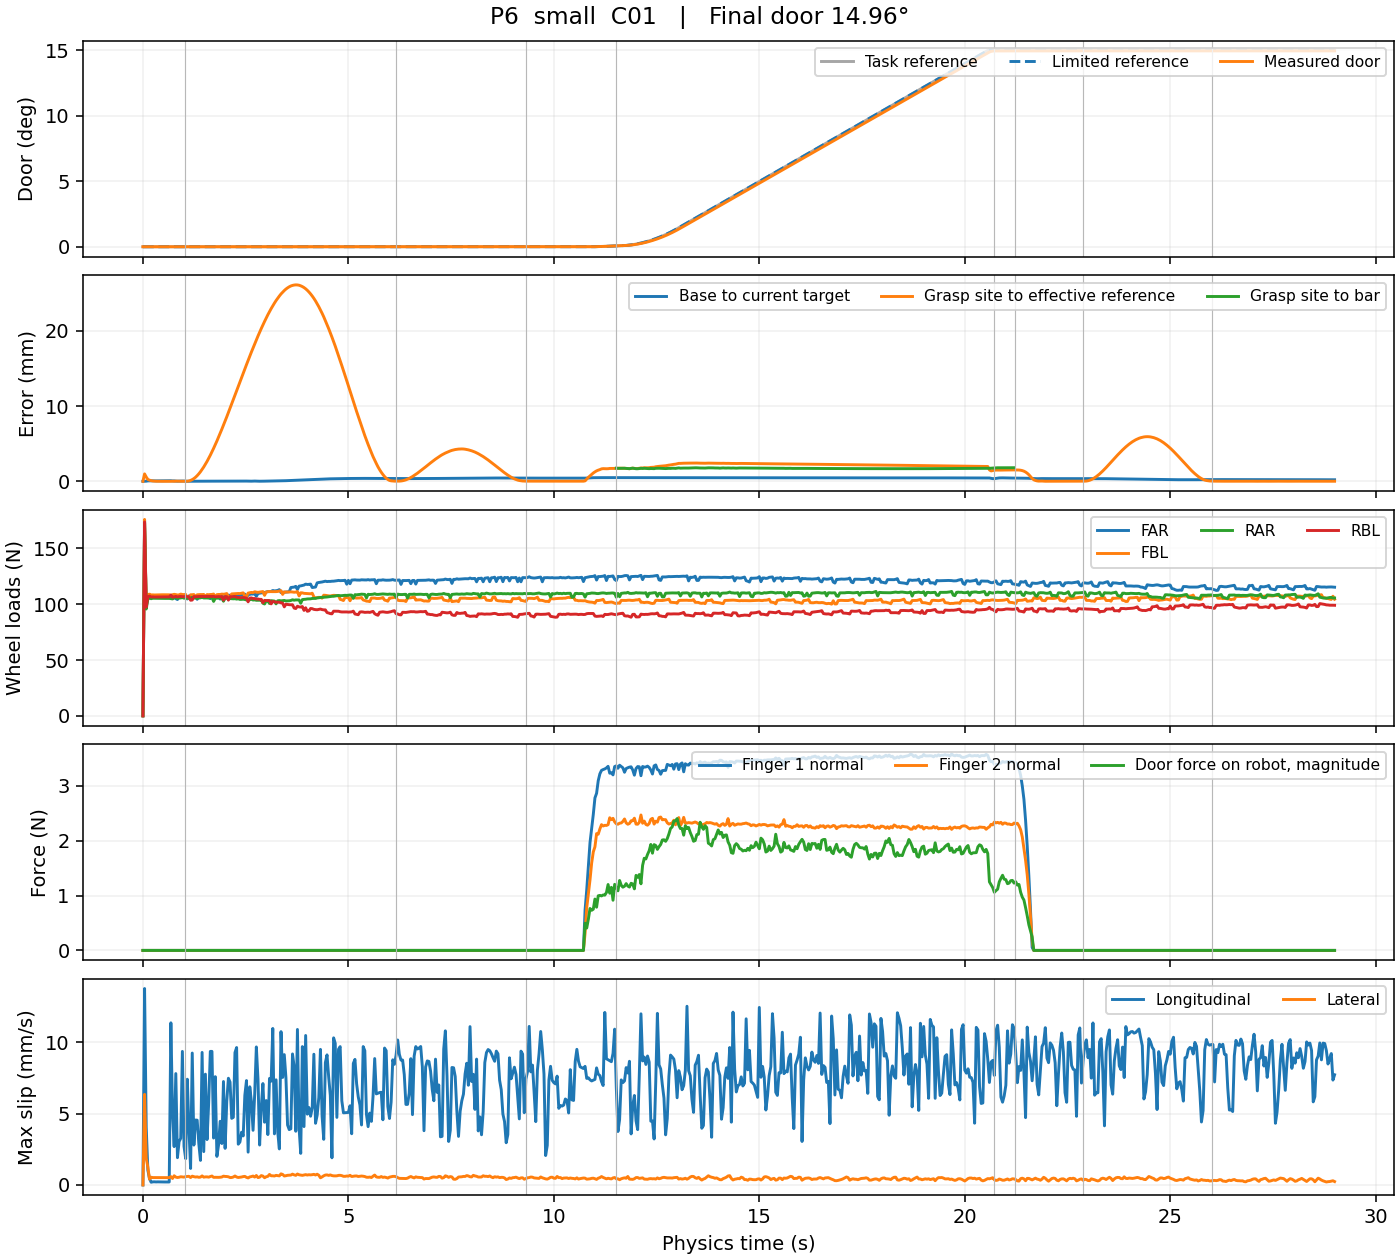 P6  small  C01   |   Final door 14.96°
Door (deg)
15
10
5
0
Task reference
Limited reference
Measured door
Error (mm)
20
10
0
Base to current target
Grasp site to effective reference
Grasp site to bar
Wheel loads (N)
150
100
50
0
FAR
RAR
RBL
FBL
Force (N)
3
2
1
0
Finger 1 normal
Finger 2 normal
Door force on robot, magnitude
Max slip (mm/s)
10
5
0
Longitudinal
Lateral
0
5
10
15
20
25
30
Physics time (s)